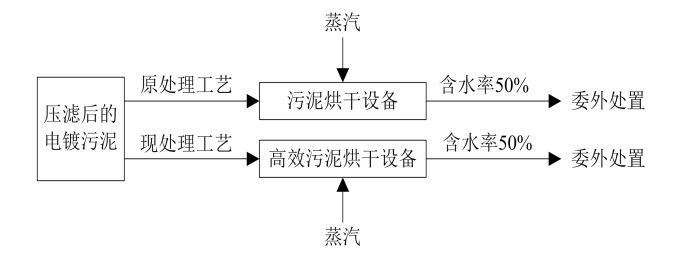 蒸汽
原处理工艺
污泥烘干设备
含水率50%
委外处置
压滤后的
电镀污泥
现处理工艺
高效污泥烘干设备
含水率50%
委外处置
蒸汽